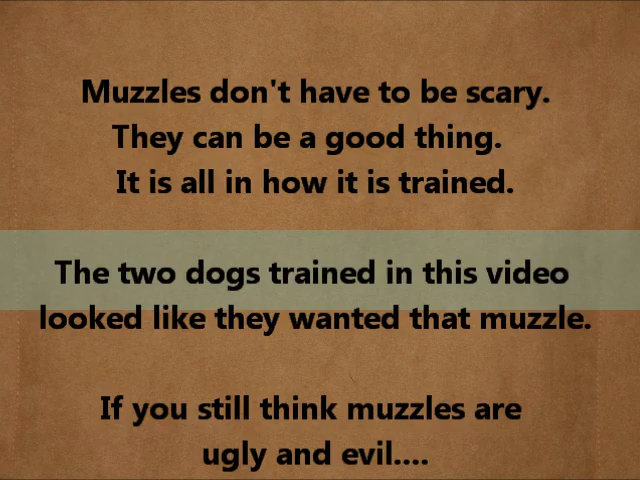 Muzzles don't have to be scary.
They can be a good thing.
It is all in how it is trained.
The two dogs trained in this video
looked like they wanted that muzzle.
If you still think muzzles are
ugly and evil....